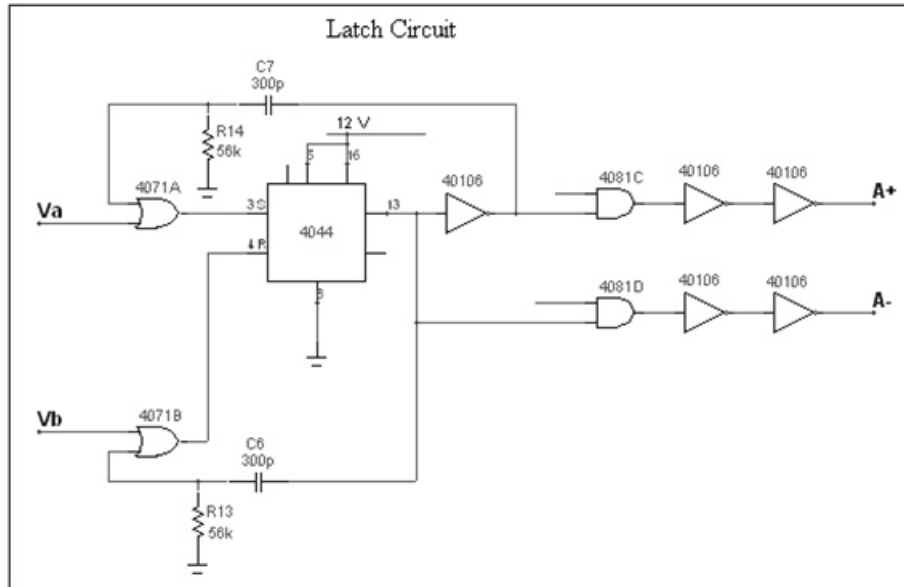 Latch Circuit
C7
300p
12 V
R14
56k
5
16
4071A
40106
4081C
40106
40106
Va
3 S
13
A+
4044
4 R
8
4081D
40106
40106
A-
4071B
Vb
C6
300p
R13
56k